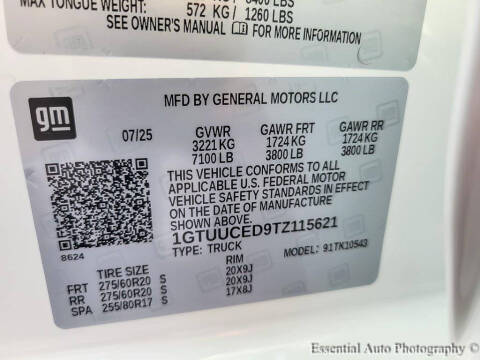 MAX TONGUE WEIGHT: 572 KG / 1260 LBS
SEE OWNER'S MANUAL FOR MORE INFORMATION
gm
MFD BY GENERAL MOTORS LLC
07/25 GVWR GAWR FRT GAWR RR
3221 KG 1724 KG 1724 KG
7100 LB 3800 LB 3800 LB
THIS VEHICLE CONFORMS TO ALL
APPLICABLE U.S. FEDERAL MOTOR
VEHICLE SAFETY STANDARDS IN EFFECT
ON THE DATE OF MANUFACTURE SHOWN
ABOVE.
1GTUUCED9TZ115621
8624
TYPE: TRUCK 91TK10543
TIRE SIZE RIM
FRT 275/60R20 S 20X9J
RR 275/60R20 S 20X9J
SPA 255/80R17 S 17X8J
Essential Auto Photography ©